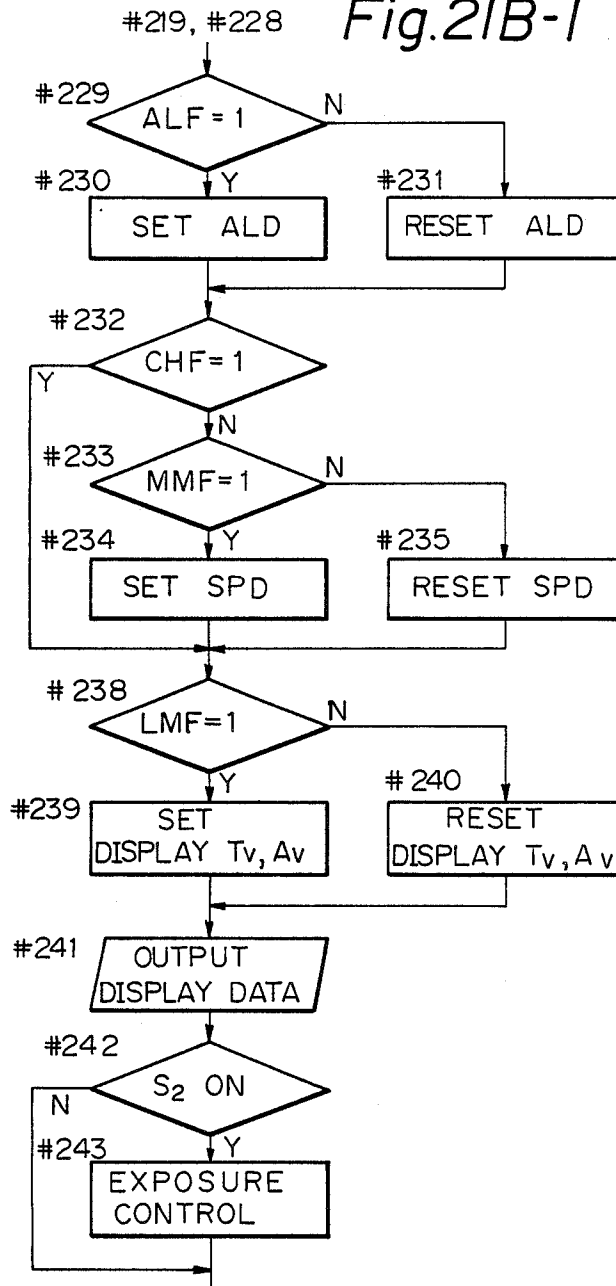 #219, #228
Fig.21B-1
#229
ALF=1
N
Y
#230
SET ALD
#231
RESET ALD
#232
CHF=1
Y
N
#233
MMF=1
N
Y
#234
SET SPD
#235
RESET SPD
#238
LMF=1
N
Y
#239
SET
DISPLAY Tv, Av
#240
RESET
DISPLAY Tv, Av
#241
OUTPUT
DISPLAY DATA
#242
S2 ON
N
Y
#243
EXPOSURE
CONTROL